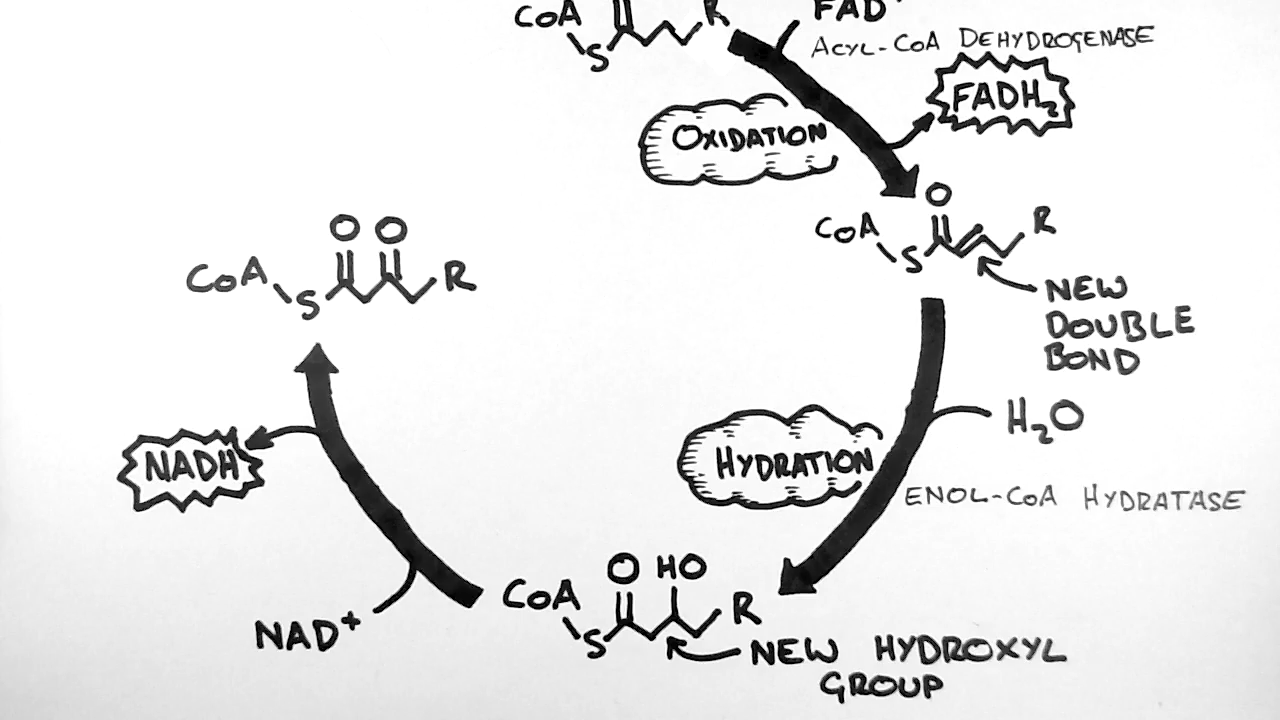 CoA
S
R
FAD
ACYL-CoA DEHYDROGENASE
FADH2
OXIDATION
O
CoA
S
R
NEW
DOUBLE
BOND
O O
CoA
S
R
H2O
HYDRATION
ENOL-CoA HYDRATASE
NADH
NAD+
O HO
CoA
S
R
NEW HYDROXYL
GROUP